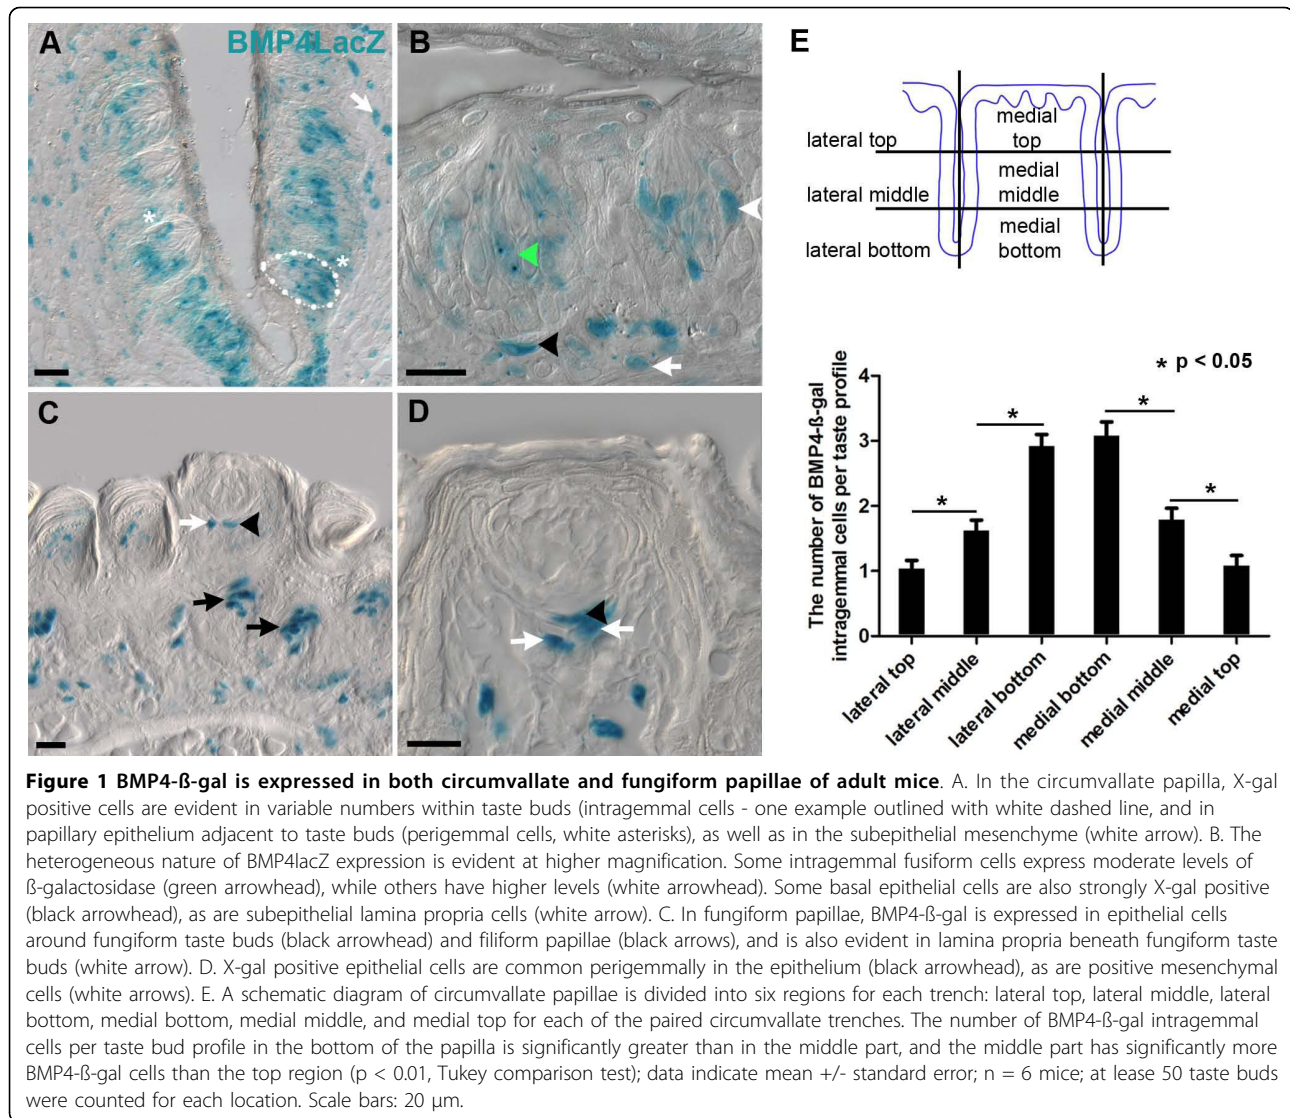 A
BMP4LacZ
B
C
D
E
medial
top
lateral top
medial
middle
lateral middle
medial
bottom
lateral bottom
* p < 0.05
The number of BMP4-ß-gal
intragemmal cells per taste profile
4
3
2
1
0
*
*
*
*
lateral top
lateral middle
lateral bottom
medial bottom
medial middle
medial top
*
*
Figure 1 BMP4-ß-gal is expressed in both circumvallate and fungiform papillae of adult mice. A. In the circumvallate papilla, X-gal
positive cells are evident in variable numbers within taste buds (intragemmal cells - one example outlined with white dashed line, and in
papillary epithelium adjacent to taste buds (perigemmal cells, white asterisks), as well as in the subepithelial mesenchyme (white arrow). B. The
heterogeneous nature of BMP4lacZ expression is evident at higher magnification. Some intragemmal fusiform cells express moderate levels of
ß-galactosidase (green arrowhead), while others have higher levels (white arrowhead). Some basal epithelial cells are also strongly X-gal positive
(black arrowhead), as are subepithelial lamina propria cells (white arrow). C. In fungiform papillae, BMP4-ß-gal is expressed in epithelial cells
around fungiform taste buds (black arrowhead) and filiform papillae (black arrows), and is also evident in lamina propria beneath fungiform taste
buds (white arrow). D. X-gal positive epithelial cells are common perigemmally in the epithelium (black arrowhead), as are positive mesenchymal
cells (white arrows). E. A schematic diagram of circumvallate papillae is divided into six regions for each trench: lateral top, lateral middle, lateral
bottom, medial bottom, medial middle, and medial top for each of the paired circumvallate trenches. The number of BMP4-ß-gal intragemmal
cells per taste bud profile in the bottom of the papilla is significantly greater than in the middle part, and the middle part has significantly more
BMP4-ß-gal cells than the top region (p < 0.01, Tukey comparison test); data indicate mean +/- standard error; n = 6 mice; at lease 50 taste buds
were counted for each location. Scale bars: 20 μm.